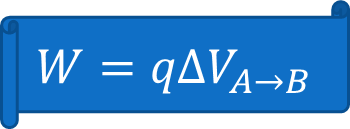 W = qΔV_{A→B}